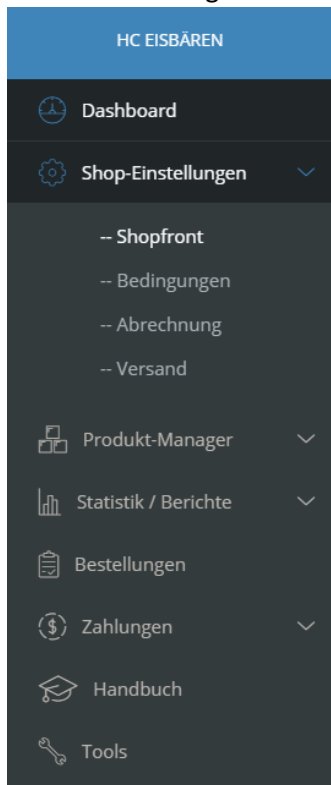 HC EISBÄREN
Dashboard
Shop-Einstellungen
-- Shopfront
-- Bedingungen
-- Abrechnung
-- Versand
Produkt-Manager
Statistik / Berichte
Bestellungen
Zahlungen
Handbuch
Tools